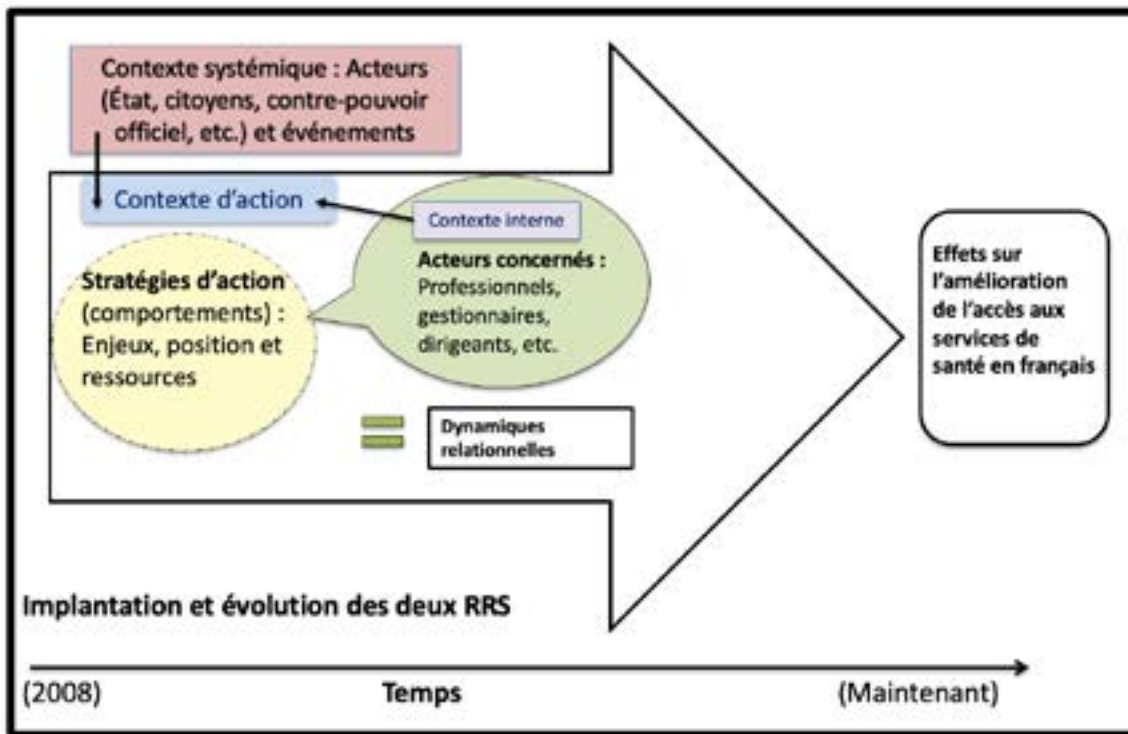 Contexte systémique : Acteurs
(État, citoyens, contre-pouvoir
officiel, etc.) et événements
Contexte d'action
Contexte interne
Stratégies d'action
(comportements) :
Enjeux, position et
ressources
Acteurs concernés :
Professionnels,
gestionnaires,
dirigeants, etc.
Dynamiques
relationnelles
Effets sur
l'amélioration
de l'accès aux
services de
santé en français
Implantation et évolution des deux RRS
(2008) Temps (Maintenant)